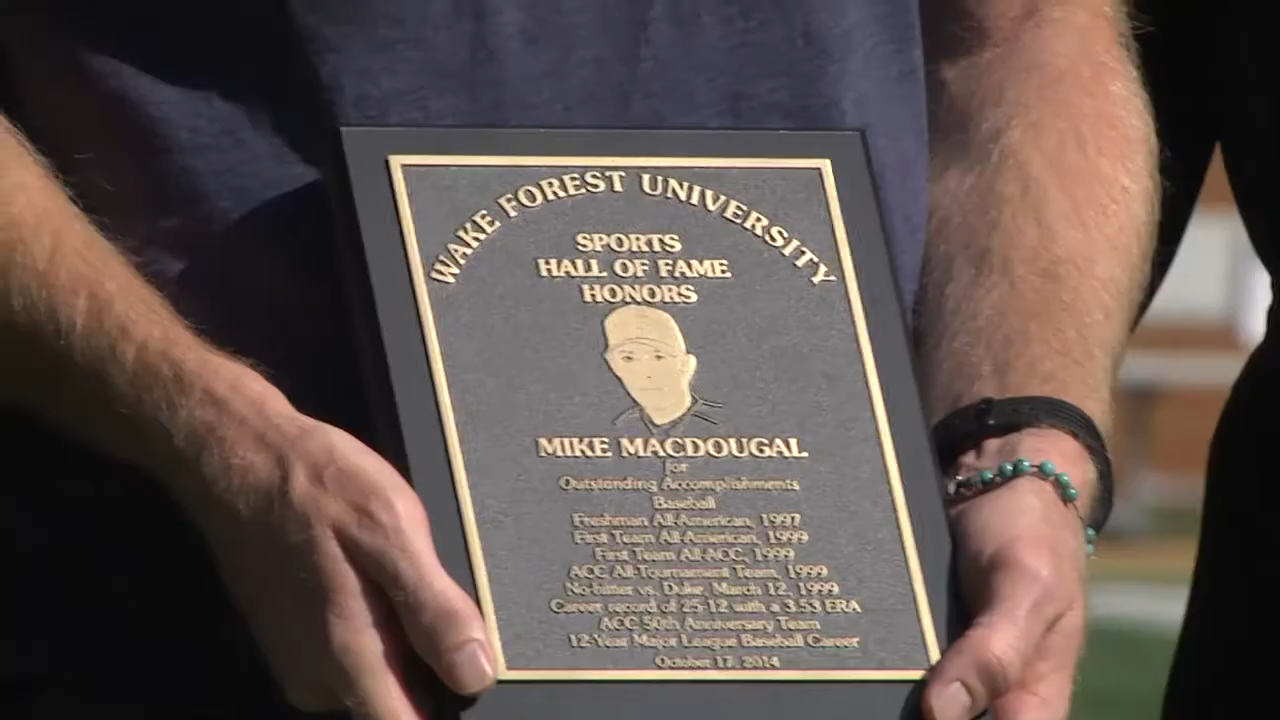 WAKE FOREST UNIVERSITY
SPORTS
HALL OF FAME
HONORS
MIKE MACDOUGAL
for
Outstanding Accomplishments
Baseball
Freshman All-American, 1997
First Team All-American, 1999
First Team All-ACC, 1999
ACC All-Tournament Team, 1999
No-hitter vs. Duke, March 12, 1999
Career record of 25-12 with a 3.53 ERA
ACC 50th Anniversary Team
12-Year Major League Baseball Career
October 17, 2014